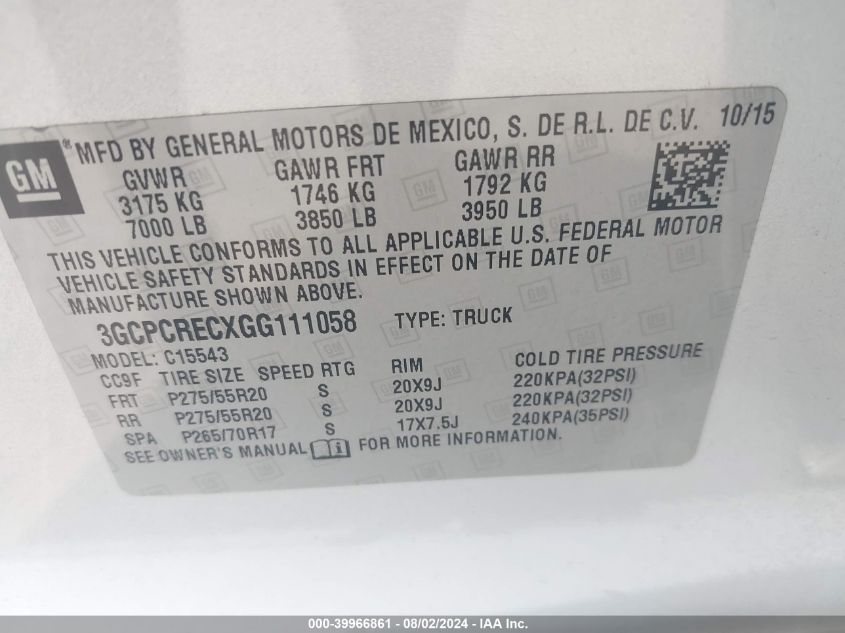 GM ® MFD BY GENERAL MOTORS DE MEXICO, S. DE R.L. DE C.V. 10/15
GVWR GAWR FRT GAWR RR
3175 KG 1746 KG 1792 KG
7000 LB 3850 LB 3950 LB
THIS VEHICLE CONFORMS TO ALL APPLICABLE U.S. FEDERAL MOTOR
VEHICLE SAFETY STANDARDS IN EFFECT ON THE DATE OF
MANUFACTURE SHOWN ABOVE.
3GCPCRECXGG111058 TYPE: TRUCK
MODEL: C15543
CC9F TIRE SIZE SPEED RTG RIM COLD TIRE PRESSURE
FRT P275/55R20 S 20X9J 220KPA(32PSI)
RR P275/55R20 S 20X9J 220KPA(32PSI)
SPA P265/70R17 S 17X7.5J 240KPA(35PSI)
SEE OWNER'S MANUAL FOR MORE INFORMATION.
000-39966861 - 08/02/2024 - IAA Inc.